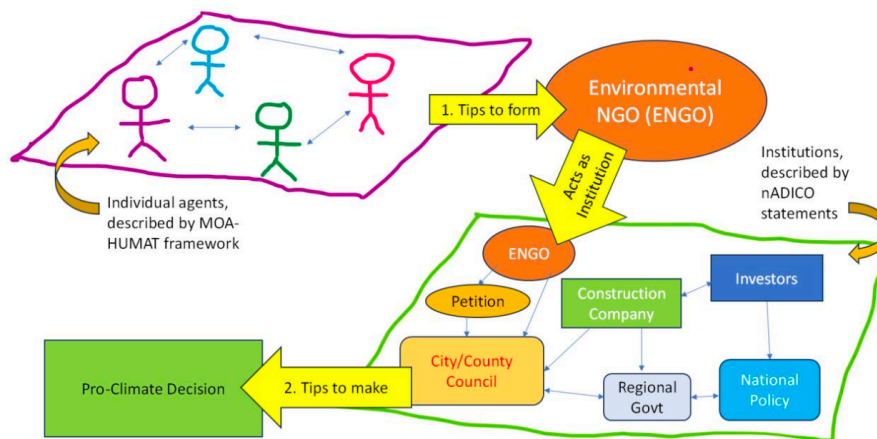 1. Tips to form
Environmental
NGO (ENGO)
Acts as
Institution
Individual agents,
described by MOA-
HUMAT framework
Institutions,
described by
nADICO
statements
ENGO
Petition
Construction
Company
Investors
City/County
Council
Regional
Govt
National
Policy
2. Tips to make
Pro-Climate Decision